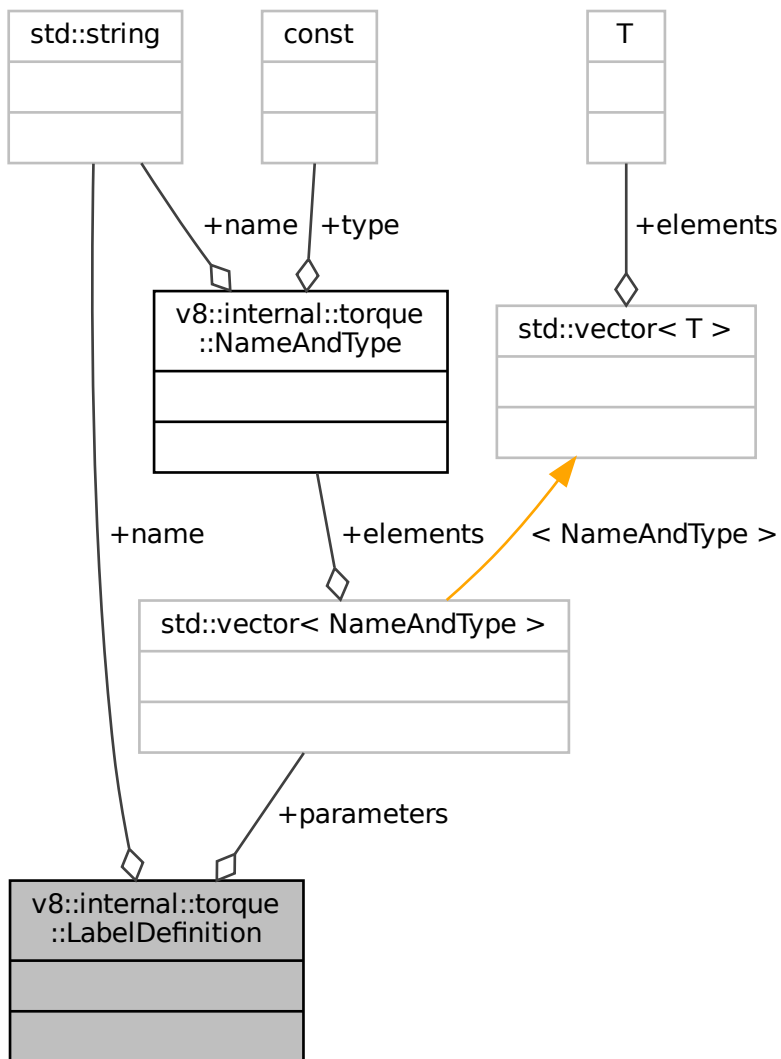 std::string
const
T
+name
+type
+elements
v8::internal::torque
::NameAndType
std::vector< T >
+name
+elements
< NameAndType >
std::vector< NameAndType >
+parameters
v8::internal::torque
::LabelDefinition